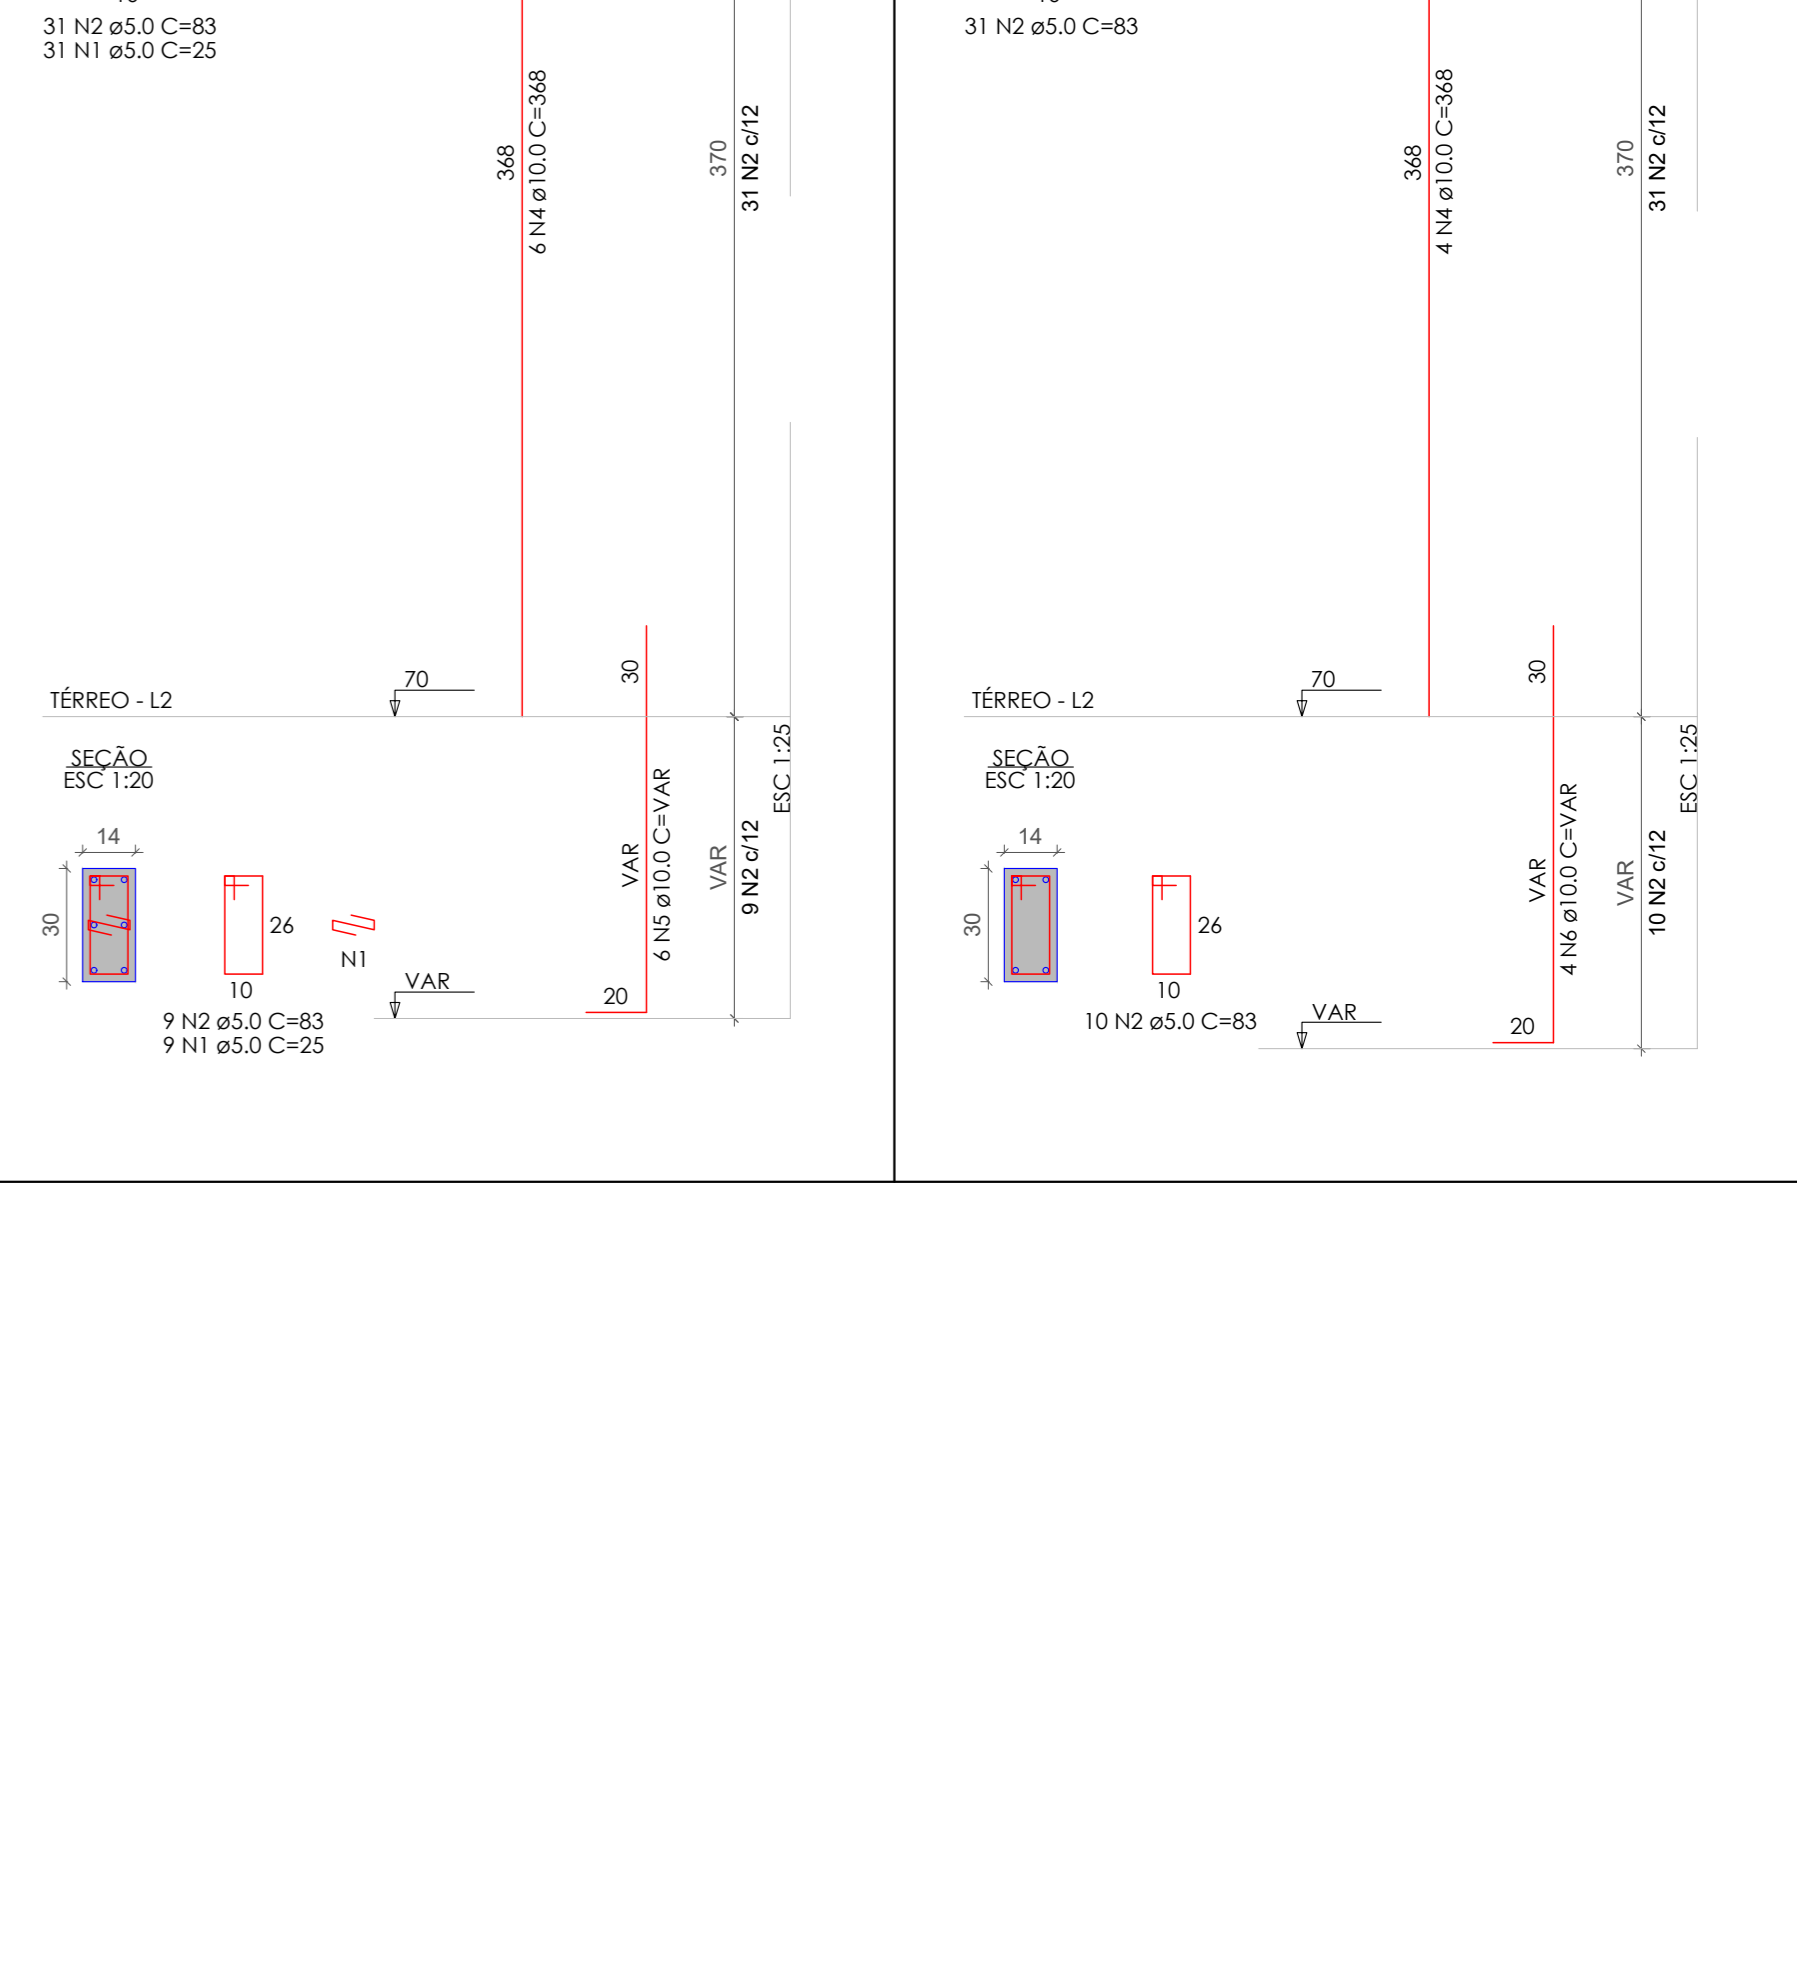 31 N2 ø5.0 C=83
31 N1 ø5.0 C=25
368
6 N4 ø10.0 C=368
370
31 N2 c/12
TÉRREO - L2
70
30
SEÇÃO
ESC 1:20
14
30
26
10
N1
9 N2 ø5.0 C=83
9 N1 ø5.0 C=25
VAR
20
VAR
6 N5 ø10.0 C=VAR
VAR
9 N2 c/12
ESC 1:25
31 N2 ø5.0 C=83
368
4 N4 ø10.0 C=368
370
31 N2 c/12
TÉRREO - L2
70
30
SEÇÃO
ESC 1:20
14
30
26
10
10 N2 ø5.0 C=83
VAR
20
VAR
4 N6 ø10.0 C=VAR
VAR
10 N2 c/12
ESC 1:25